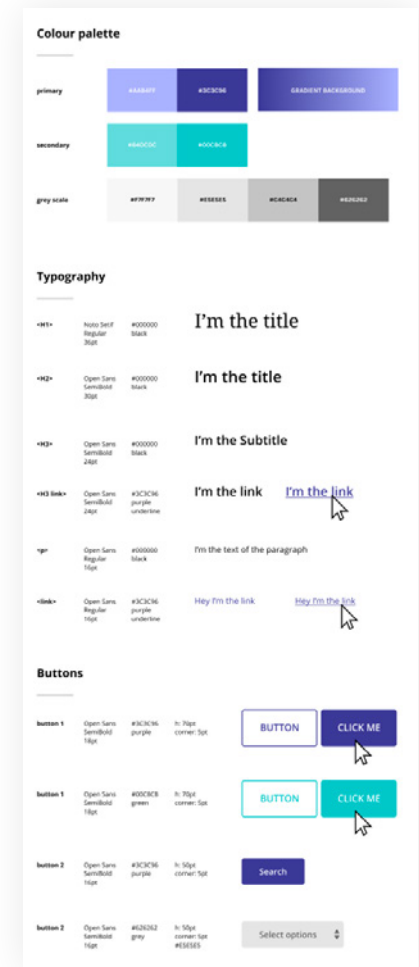 Colour palette
primary
#AAB4FF
#3C3C96
GRADIENT BACKGROUND
secondary
#64DCDC
#00C8C8
grey scale
#F7F7F7
#E5E5E5
#C4C4C4
#626262
Typography
<H1>
Noto Serif
Regular
36pt
#000000
black
I'm the title
<H2>
Open Sans
SemiBold
30pt
#000000
black
I'm the title
<H3>
Open Sans
SemiBold
24pt
#000000
black
I'm the Subtitle
<H3 link>
Open Sans
SemiBold
24pt
#3C3C96
purple
underline
I'm the link
I'm the link
<p>
Open Sans
Regular
16pt
#000000
black
I'm the text of the paragraph
<link>
Open Sans
Regular
16pt
#3C3C96
purple
underline
Hey I'm the link
Hey I'm the link
Buttons
button 1
Open Sans
SemiBold
18pt
#3C3C96
purple
h: 70pt
corner: 5pt
BUTTON
CLICK ME
button 1
Open Sans
SemiBold
18pt
#00C8C8
green
h: 70pt
corner: 5pt
BUTTON
CLICK ME
button 2
Open Sans
SemiBold
16pt
#3C3C96
purple
h: 50pt
corner: 5pt
Search
button 2
Open Sans
SemiBold
16pt
#626262
grey
h: 50pt
corner: 5pt
#E5E5E5
Select options